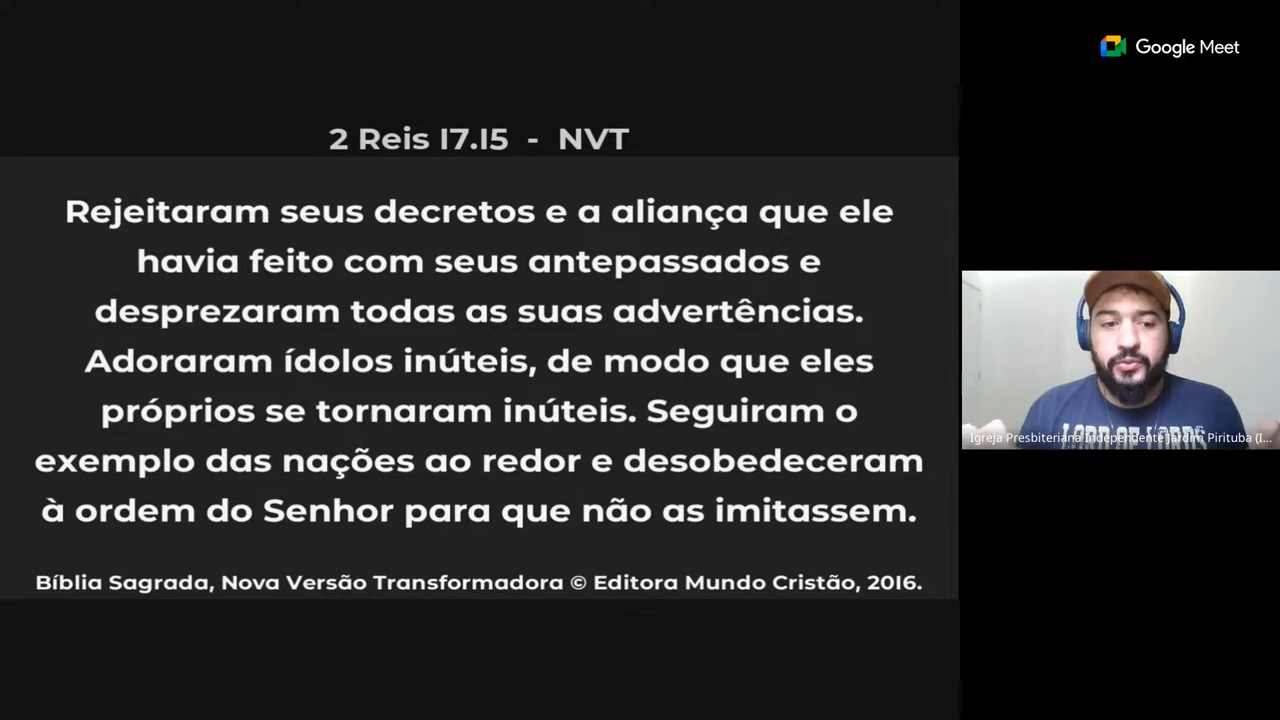 2 Reis 17.15 - NVT
Rejeitaram seus decretos e a aliança que ele
havia feito com seus antepassados e
desprezaram todas as suas advertências.
Adoraram ídolos inúteis, de modo que eles
próprios se tornaram inúteis. Seguiram o
exemplo das nações ao redor e desobedeceram
à ordem do Senhor para que não as imitassem.
Bíblia Sagrada, Nova Versão Transformadora © Editora Mundo Cristão, 2016.
Google Meet
LORD OF LORDS
Igreja Presbiteriana Independente Jardim Pirituba (I...